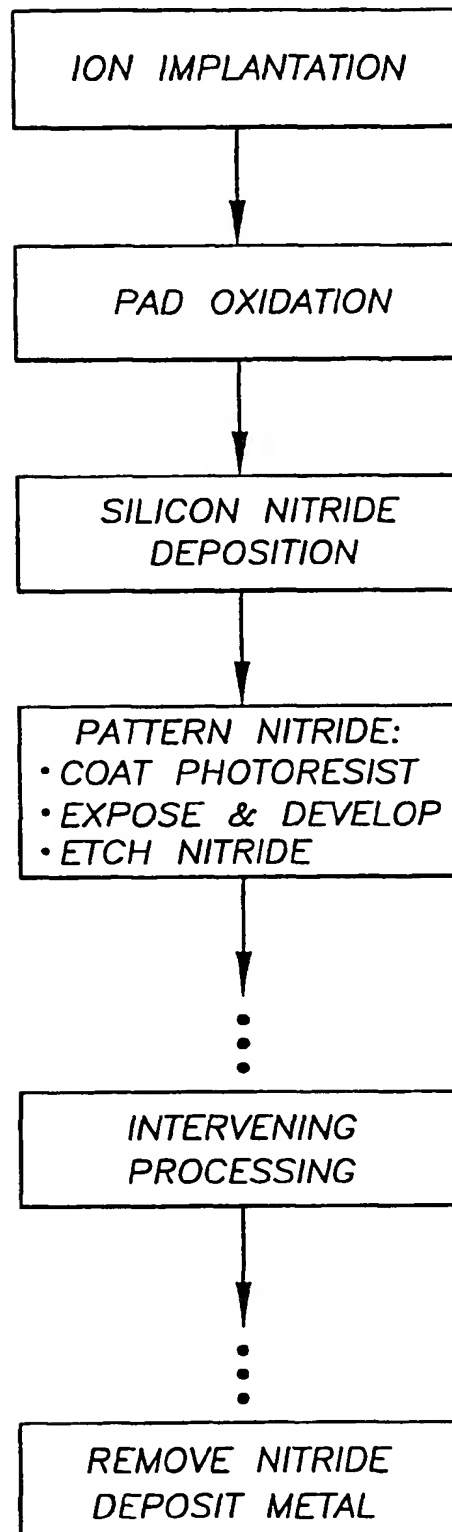 ION IMPLANTATION
PAD OXIDATION
SILICON NITRIDE
DEPOSITION
PATTERN NITRIDE:
• COAT PHOTORESIST
• EXPOSE & DEVELOP
• ETCH NITRIDE
INTERVENING
PROCESSING
REMOVE NITRIDE
DEPOSIT METAL